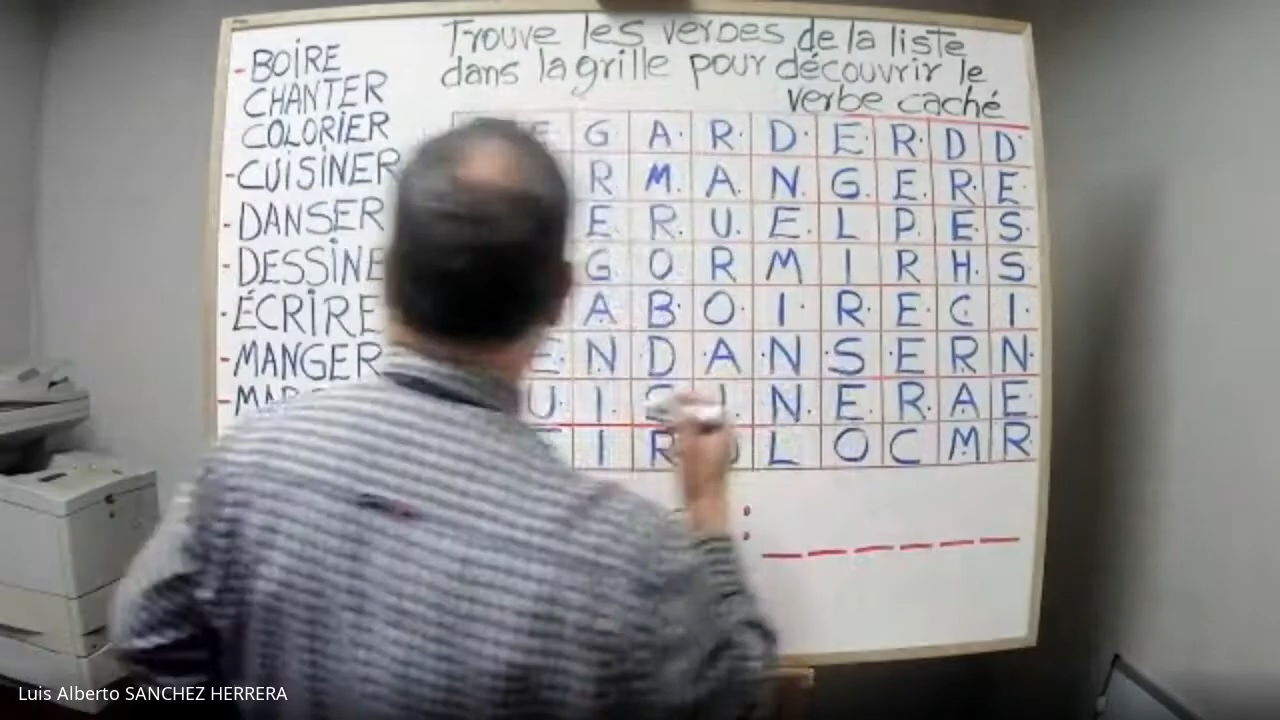 Trouve les verbes de la liste
dans la grille pour découvrir le
verbe caché
- BOIRE
CHANTER
COLORIER
- CUISINER
- DANSER
- DESSINE
- ÉCRIRE
- MANGER
E G A R D E R D D
R M A N G E R E
E R U E L P E S
G O R M I R H S
A B O I R E C I
E N D A N S E R N
U I S I N E R A E
I R L O C M R
Luis Alberto SANCHEZ HERRERA